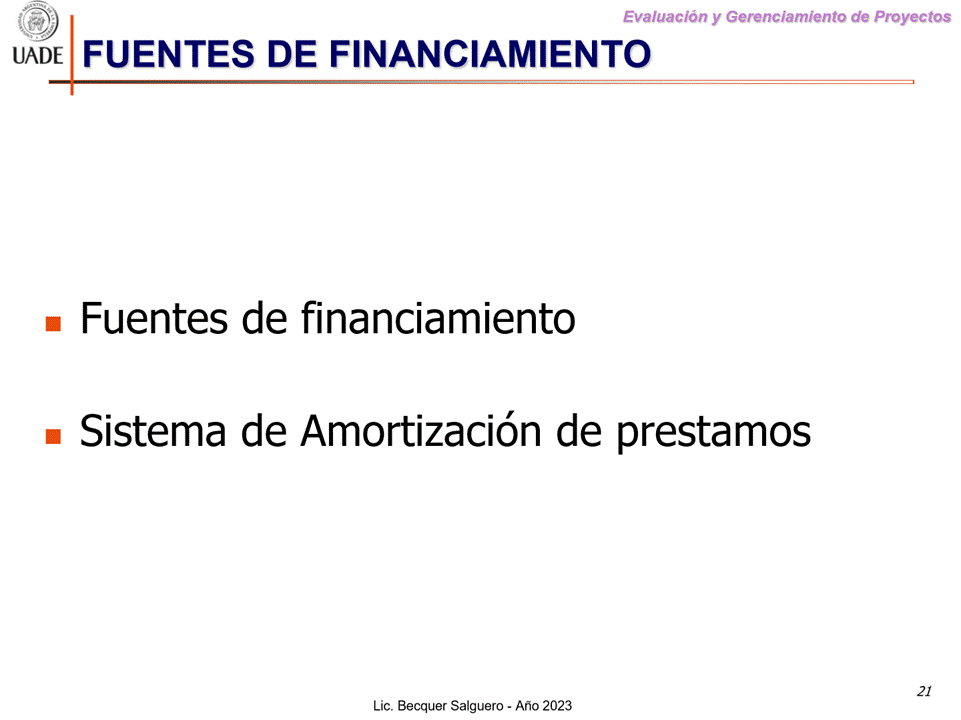 Evaluación y Gerenciamiento de Proyectos
UADE
FUENTES DE FINANCIAMIENTO
Fuentes de financiamiento
Sistema de Amortización de prestamos
21
Lic. Becquer Salguero - Año 2023